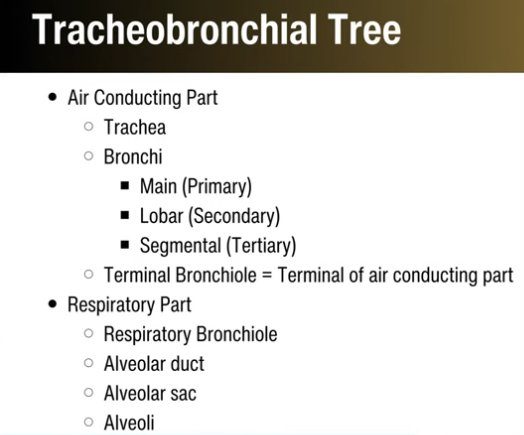 Tracheobronchial Tree
Air Conducting Part
Trachea
Bronchi
Main (Primary)
Lobar (Secondary)
Segmental (Tertiary)
Terminal Bronchiole = Terminal of air conducting part
Respiratory Part
Respiratory Bronchiole
Alveolar duct
Alveolar sac
Alveoli